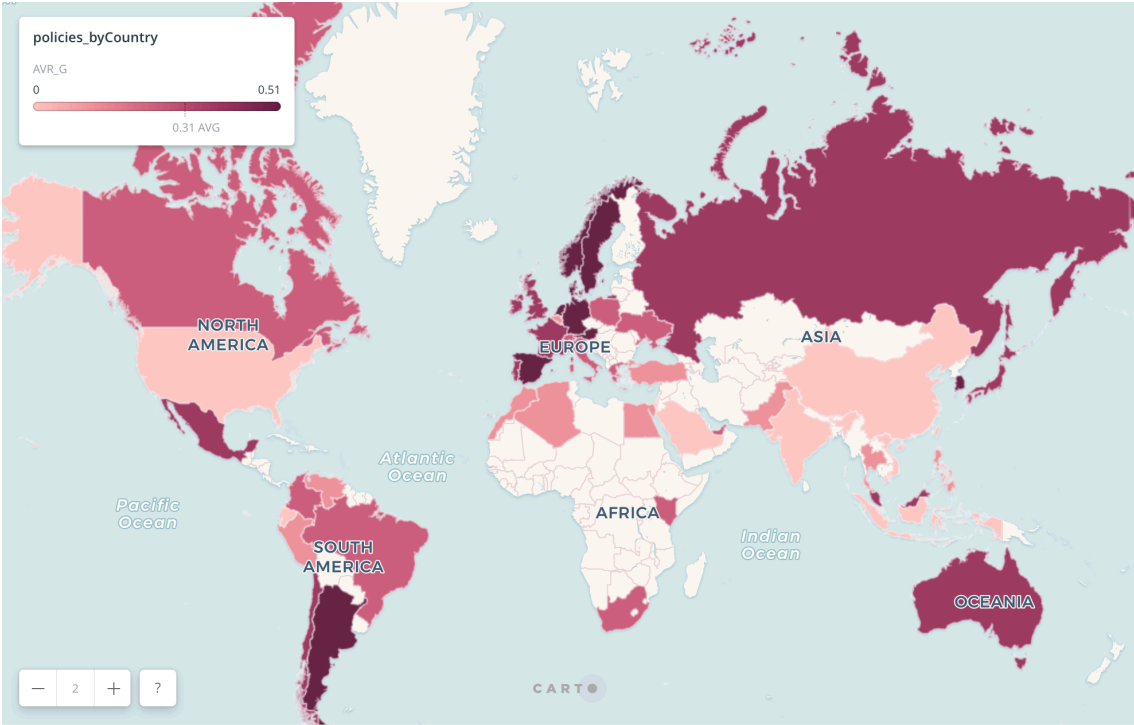 policies_byCountry
AVR_G
0 0.51
0.31 AVG
NORTH
AMERICA
EUROPE
ASIA
Atlantic
Ocean
Pacific
Ocean
AFRICA
Indian
Ocean
SOUTH
AMERICA
OCEANIA
− 2 + ?
CARTO